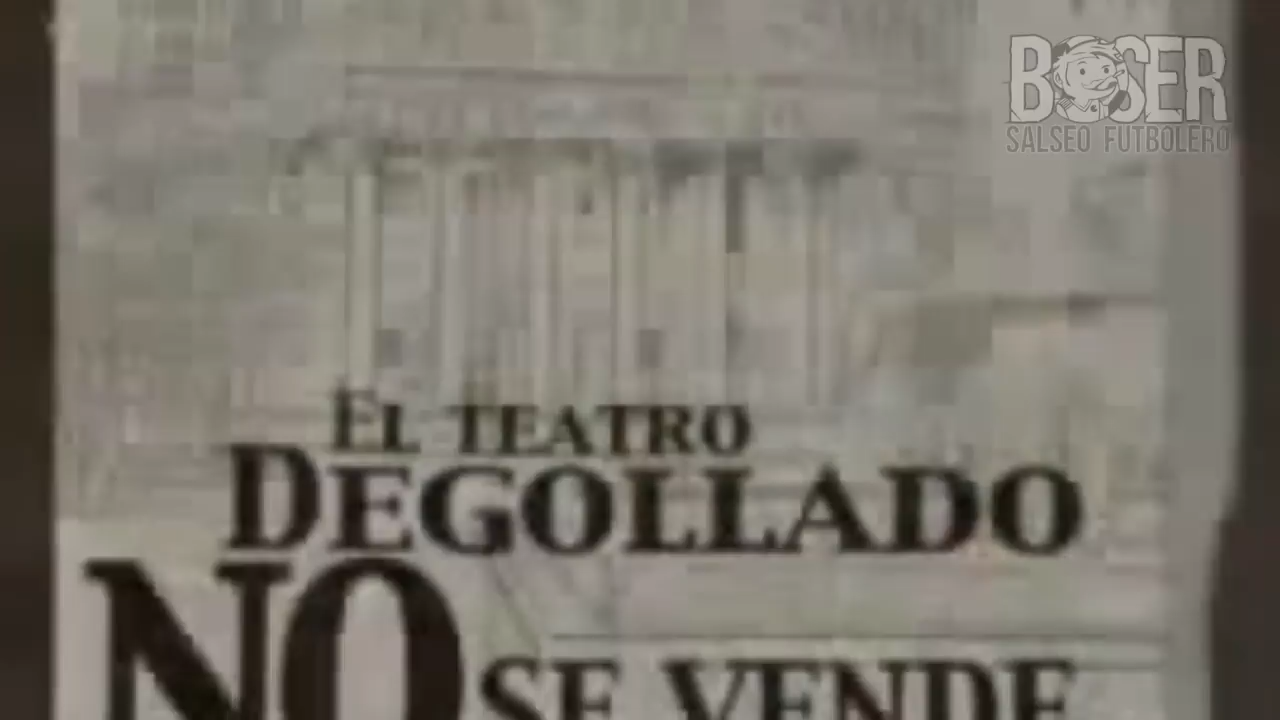 BOSER
SALSEO FUTBOLERO
EL TEATRO
DEGOLLADO
NO SE VENDE